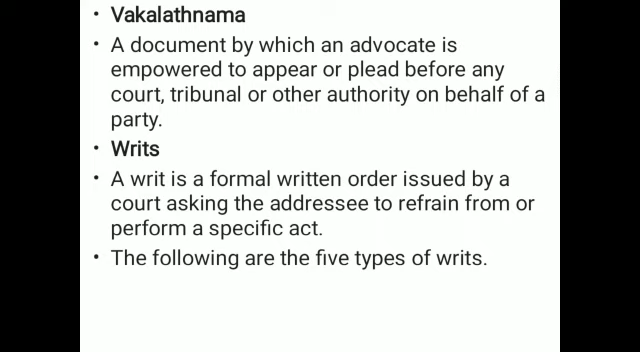 • Vakalathnama
• A document by which an advocate is
empowered to appear or plead before any
court, tribunal or other authority on behalf of a
party.
• Writs
• A writ is a formal written order issued by a
court asking the addressee to refrain from or
perform a specific act.
• The following are the five types of writs.